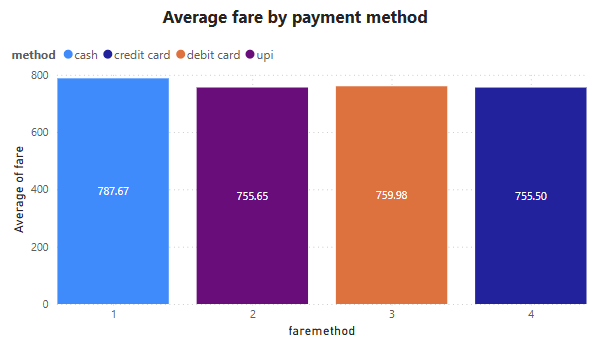 Average fare by payment method
method cash credit card debit card upi
Average of fare
800
600
400
200
0
787.67
755.65
759.98
755.50
1 2 3 4
faremethod